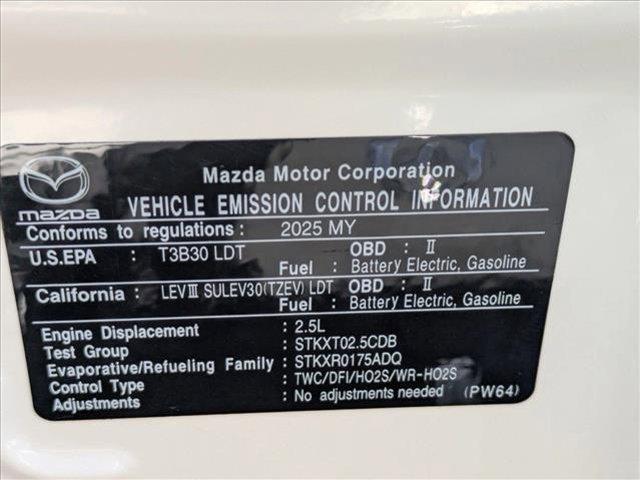 Mazda Motor Corporation
mazda VEHICLE EMISSION CONTROL INFORMATION
Conforms to regulations : 2025 MY
U.S.EPA : T3B30 LDT OBD : II
Fuel : Battery Electric, Gasoline
California : LEVIII SULEV30(TZEV) LDT OBD : II
Fuel : Battery Electric, Gasoline
Engine Displacement : 2.5L
Test Group : STKXT02.5CDB
Evaporative/Refueling Family : STKXR0175ADQ
Control Type : TWC/DFI/HO2S/WR-HO2S
Adjustments : No adjustments needed (PW64)